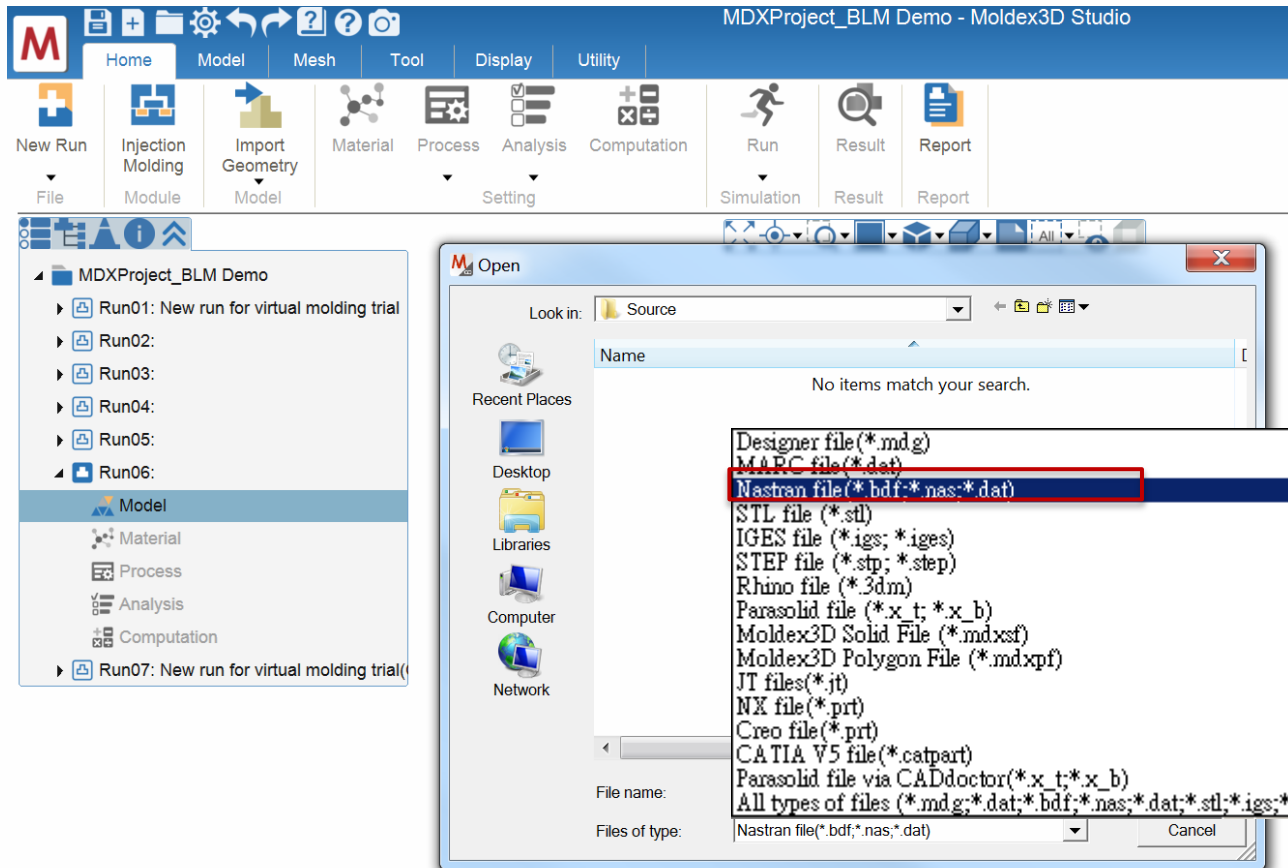 MDXProject_BLM Demo - Moldex3D Studio
M
Home Model Mesh Tool Display Utility
New Run
Injection Molding
Import Geometry
Material
Process
Analysis
Computation
Run
Result
Report
File Module Model Setting Simulation Result Report
All
MDXProject_BLM Demo
Run01: New run for virtual molding trial
Run02:
Run03:
Run04:
Run05:
Run06:
Model
Material
Process
Analysis
Computation
Run07: New run for virtual molding trial(
Open
Look in: Source
Name
No items match your search.
Recent Places
Desktop
Libraries
Computer
Network
Designer file(*.mdg)
MARC file(*.dat)
Nastran file(*.bdf;*.nas;*.dat)
STL file (*.stl)
IGES file (*.igs; *.iges)
STEP file (*.stp; *.step)
Rhino file (*.3dm)
Parasolid file (*.x_t; *.x_b)
Moldex3D Solid File (*.mdxsf)
Moldex3D Polygon File (*.mdxpf)
JT files(*.jt)
NX file(*.prt)
Creo file(*.prt)
CATIA V5 file(*.catpart)
Parasolid file via CADdoctor(*.x_t;*.x_b)
All types of files (*.mdg;*.dat;*.bdf;*.nas;*.dat;*.stl;*.igs;*
File name:
Files of type: Nastran file(*.bdf;*.nas;*.dat) Cancel